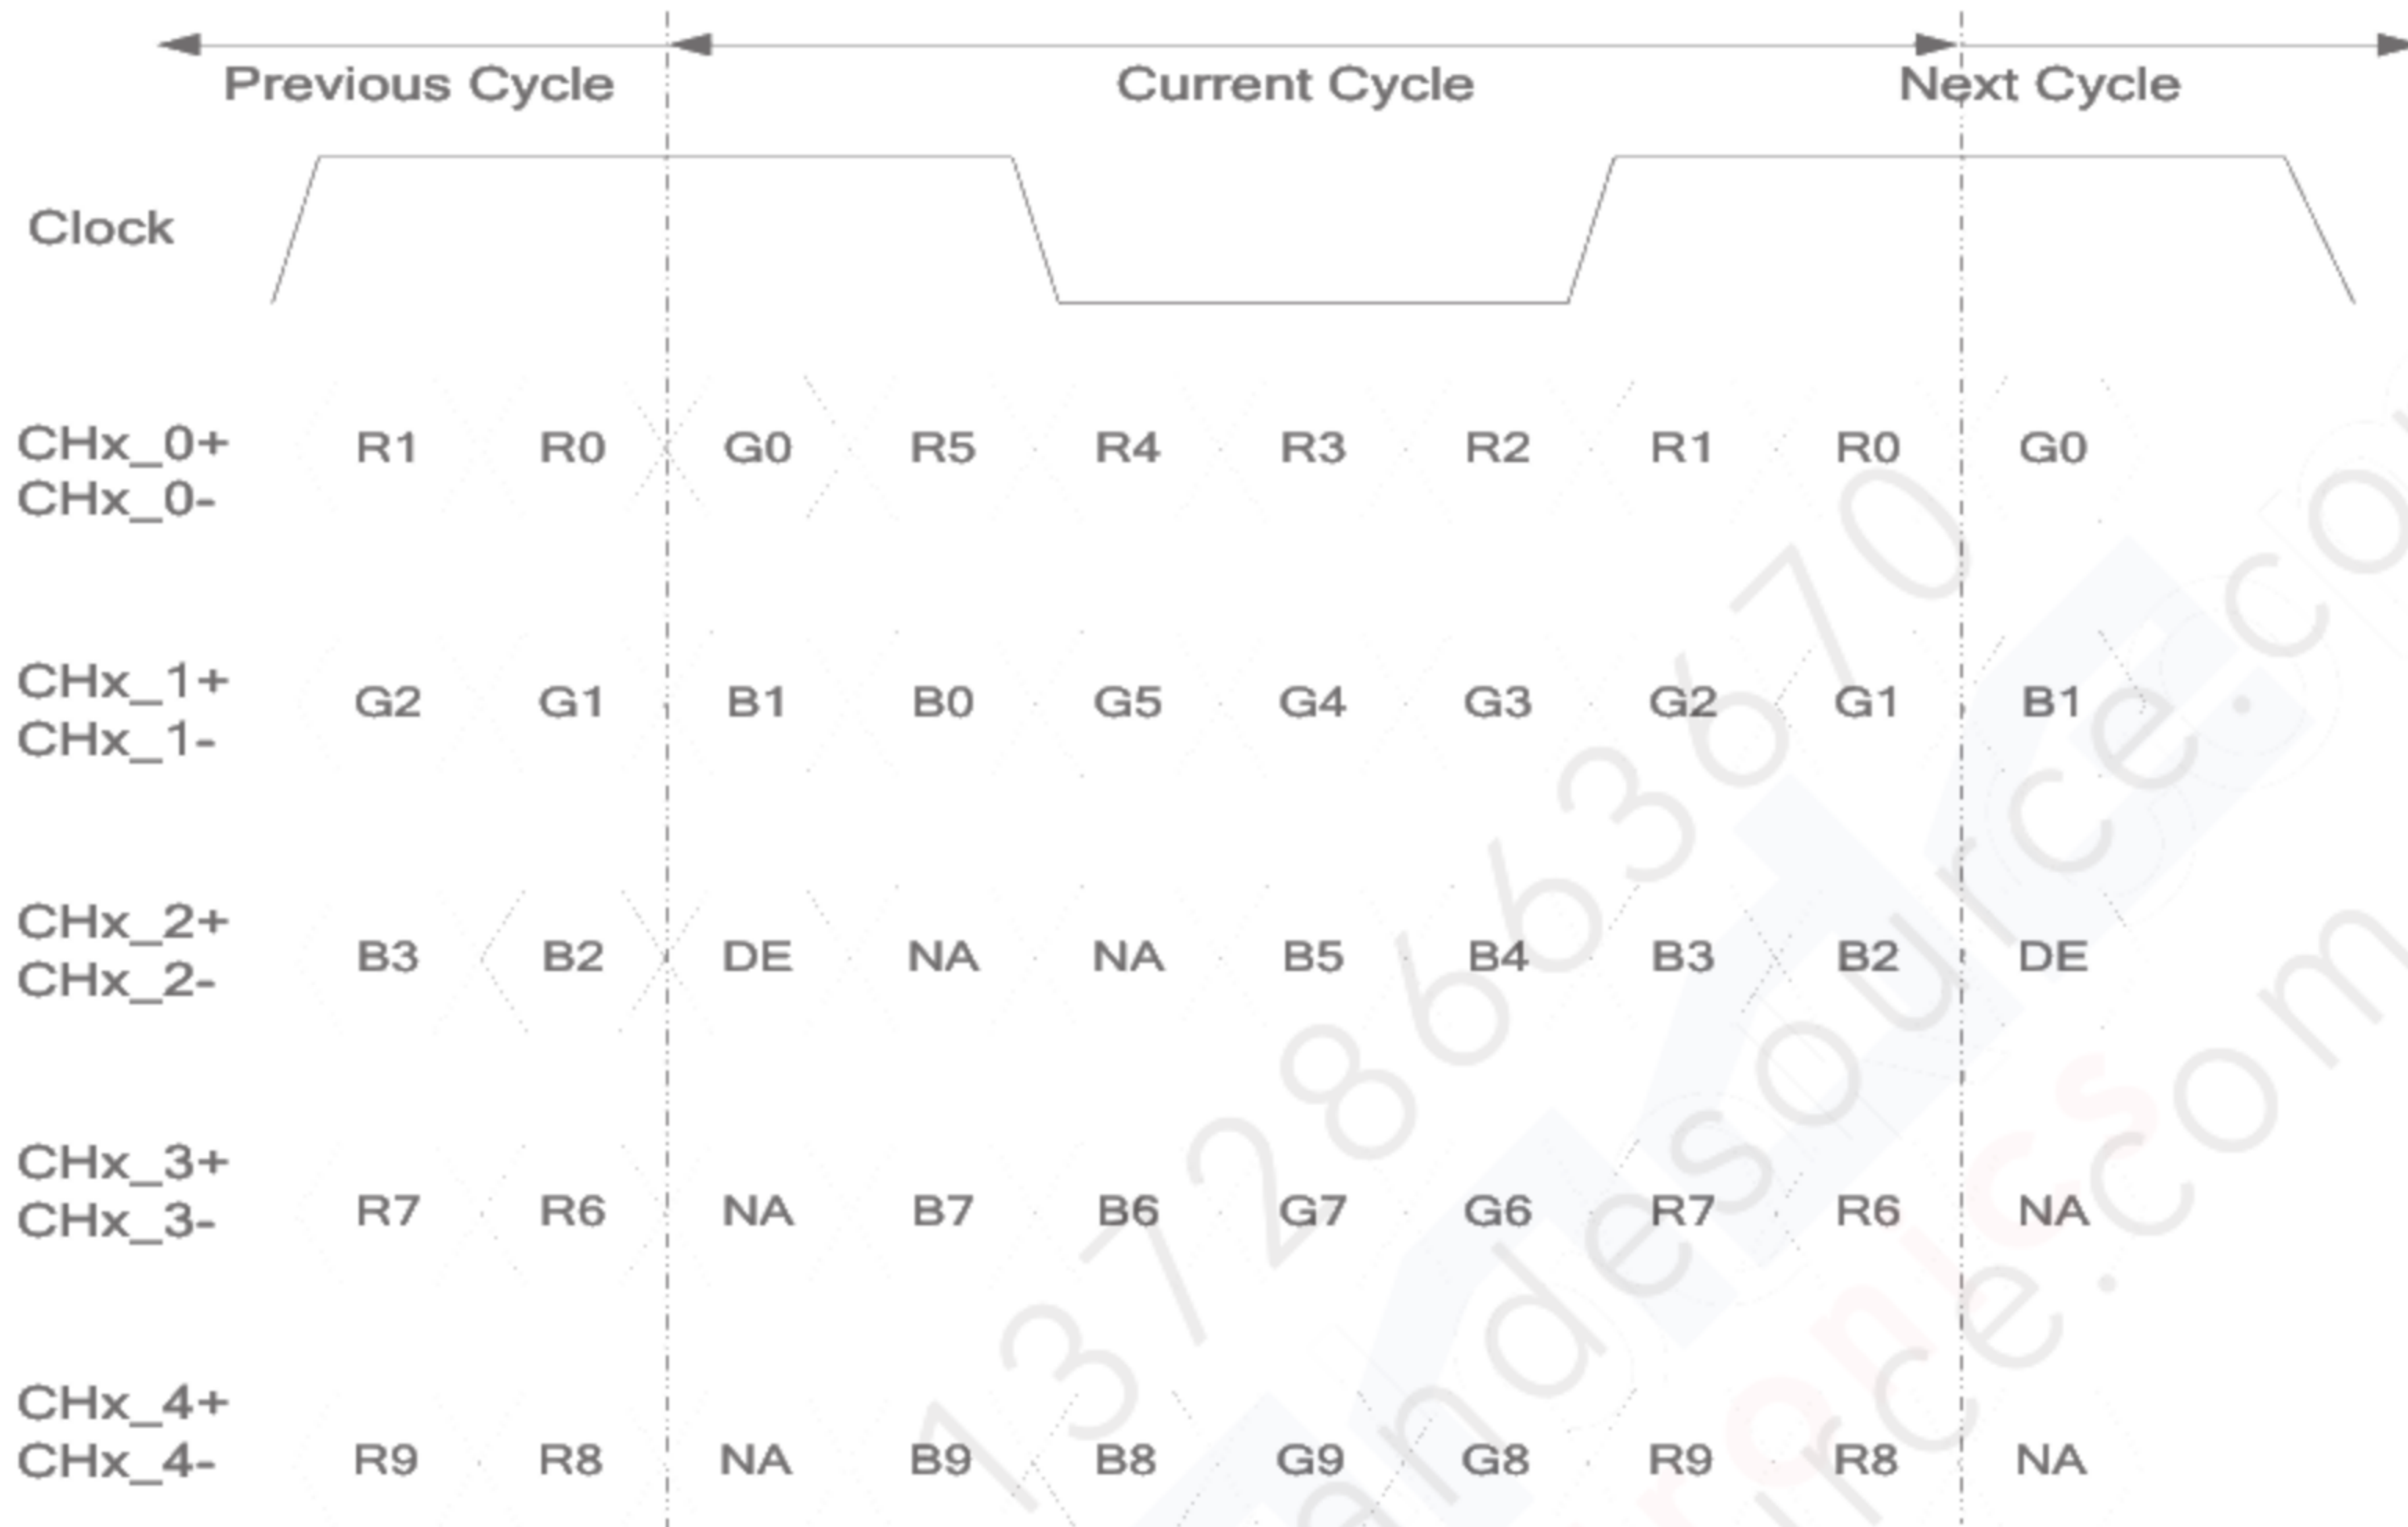 Previous Cycle Current Cycle Next Cycle
Clock
CHx_0+
CHx_0-
R1 R0 G0 R5 R4 R3 R2 R1 R0 G0
CHx_1+
CHx_1-
G2 G1 B1 B0 G5 G4 G3 G2 G1 B1
CHx_2+
CHx_2-
B3 B2 DE NA NA B5 B4 B3 B2 DE
CHx_3+
CHx_3-
R7 R6 NA B7 B6 G7 G6 R7 R6 NA
CHx_4+
CHx_4-
R9 R8 NA B9 B8 G9 G8 R9 R8 NA
13728663670